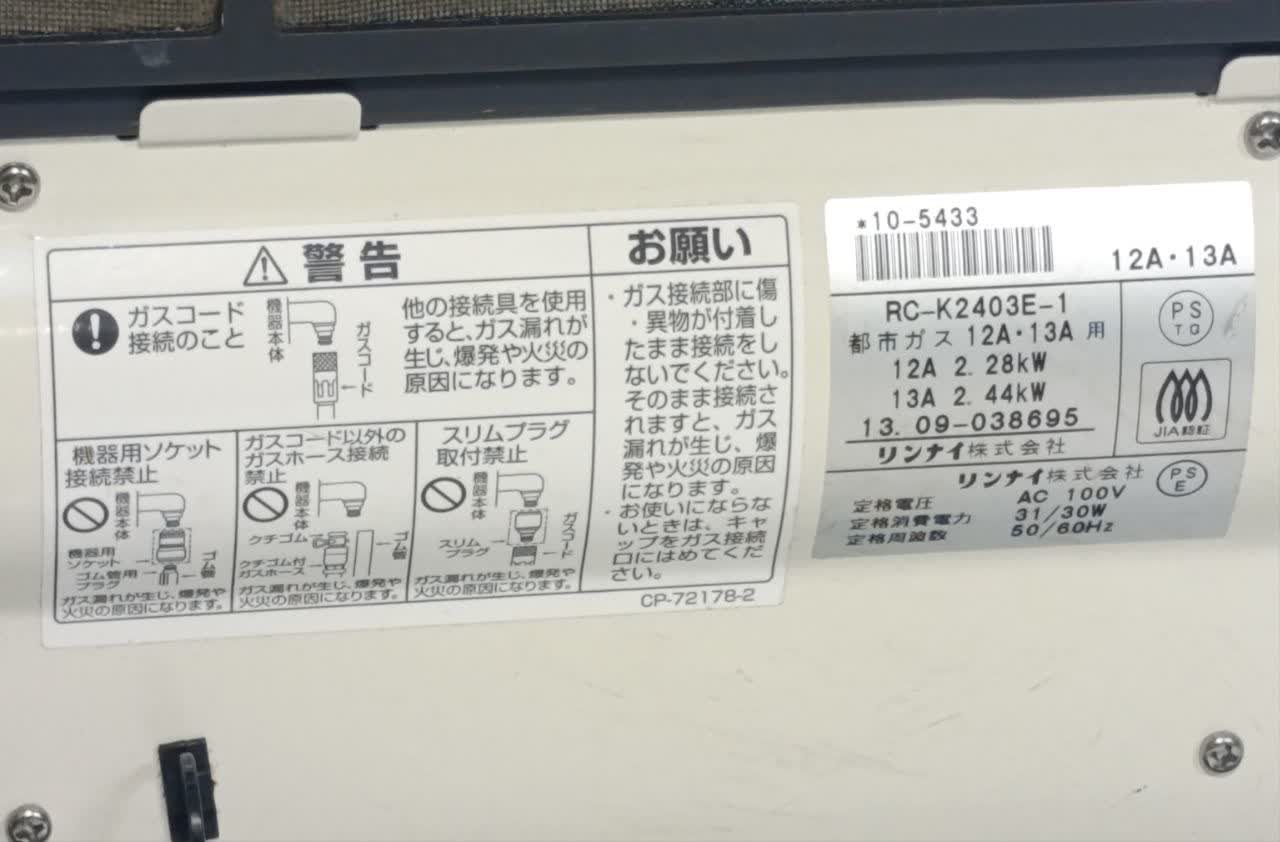 警告
ガスコード
接続のこと
機器本体
ガスコード
他の接続具を使用
すると、ガス漏れが
生じ、爆発や火災の
原因になります。
機器用ソケット
接続禁止
機器本体
機器用
ソケット
ゴム管用
プラグ
ゴム管
ガス漏れが生じ、爆発や
火災の原因になります。
ガスコード以外の
ガスホース接続
禁止
機器本体
クチゴム
クチゴム付
ガスホース
ゴム管
ガス漏れが生じ、爆発や
火災の原因になります。
スリムプラグ
取付禁止
機器本体
スリム
プラグ
ガスコード
ガス漏れが生じ、爆発や
火災の原因になります。
お願い
・ガス接続部に傷
・異物が付着し
たまま接続をし
ないでください。
そのまま接続さ
れますと、ガス
漏れが生じ、爆
発や火災の原因
になります。
・お使いにならな
いときは、キャ
ップをガス接続
口にはめてくだ
さい。
CP-72178-2
*10-5433
12A・13A
RC-K2403E-1
都市ガス 12A・13A 用
12A 2.28kW
13A 2.44kW
13.09-038695
リンナイ株式会社
PS
TG
JIA認証
リンナイ株式会社
PS
E
定格電圧 AC 100V
定格消費電力 31/30W
定格周波数 50/60Hz